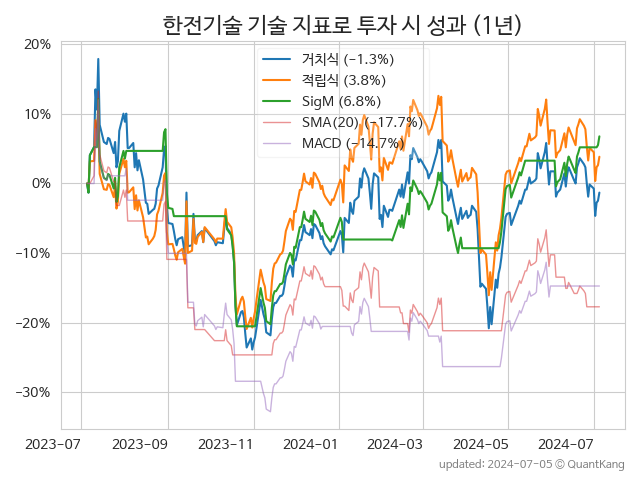 한전기술 기술 지표로 투자 시 성과 (1년)
20%
10%
0%
−10%
−20%
−30%
거치식 (−1.3%)
적립식 (3.8%)
SigM (6.8%)
SMA(20) (−17.7%)
MACD (−14.7%)
2023-07
2023-09
2023-11
2024-01
2024-03
2024-05
2024-07
updated: 2024-07-05 © QuantKang